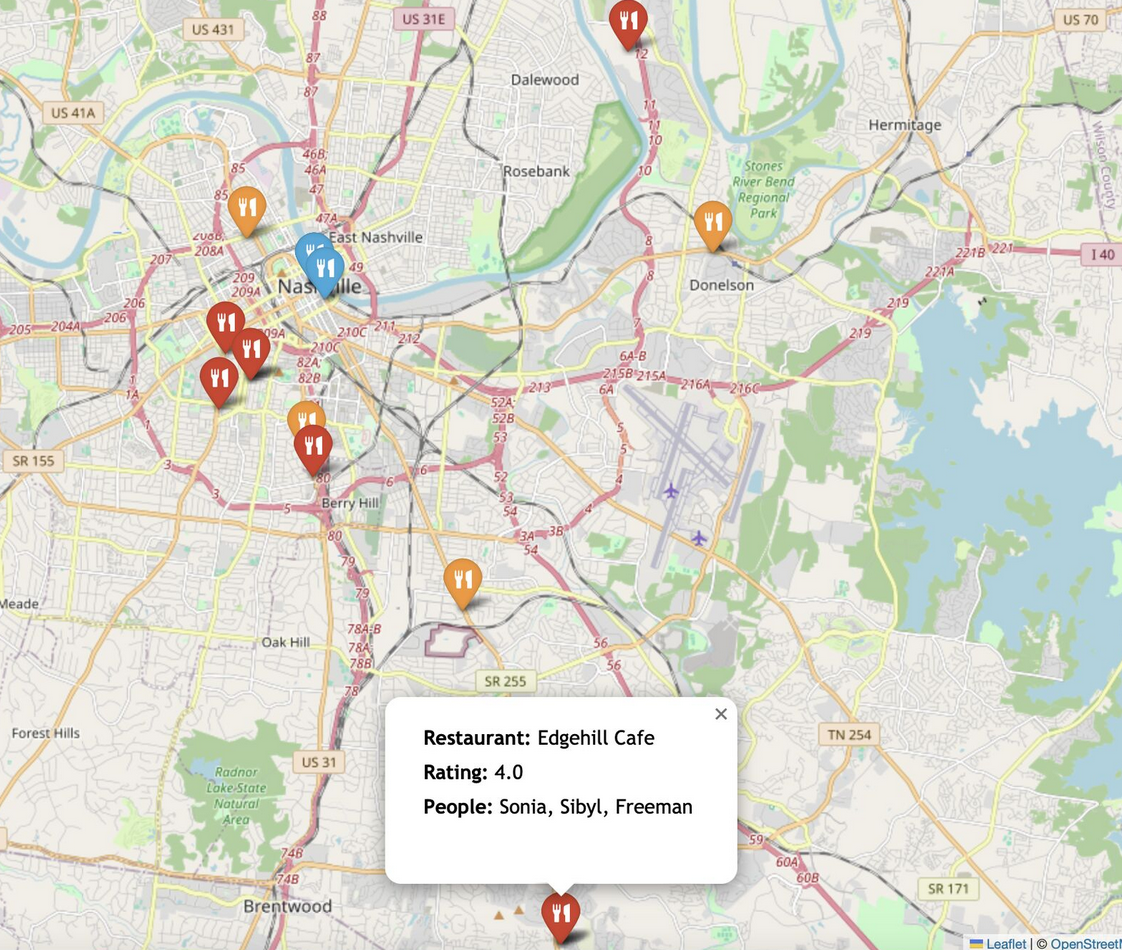 88
US 31E
US 70
US 431
87
12
Dalewood
87
US 41A
11
11
10
Hermitage
46B;
46A
85
Rosebank
Stones
River Bend
Regional
Park
Wilson County
10
47
85
47A
208B;
208A
East Nashville
8
221B
221
I 40
207
49
221A
209
209A
Nashville
8
Donelson
206
219
205
204A
206
209A
210C
211
212
7
219
210C
82A;
82B
6A-B
215B
215A
216A
216C
6A
213
1A
52A;
52B
53
1
5
5
SR 155
3
80
6
6
52
4
3
5
Berry Hill
53
54
4
80
3A
3B
54
79
79
Meade
78A-B
78A-
78B
Oak Hill
56
56
SR 255
78
Forest Hills
TN 254
US 31
Radnor
Lake State
Natural
Area
×
Restaurant: Edgehill Cafe
Rating: 4.0
People: Sonia, Sibyl, Freeman
59
60A
60B
74B
74B
SR 171
Brentwood
Leaflet | © OpenStreetM